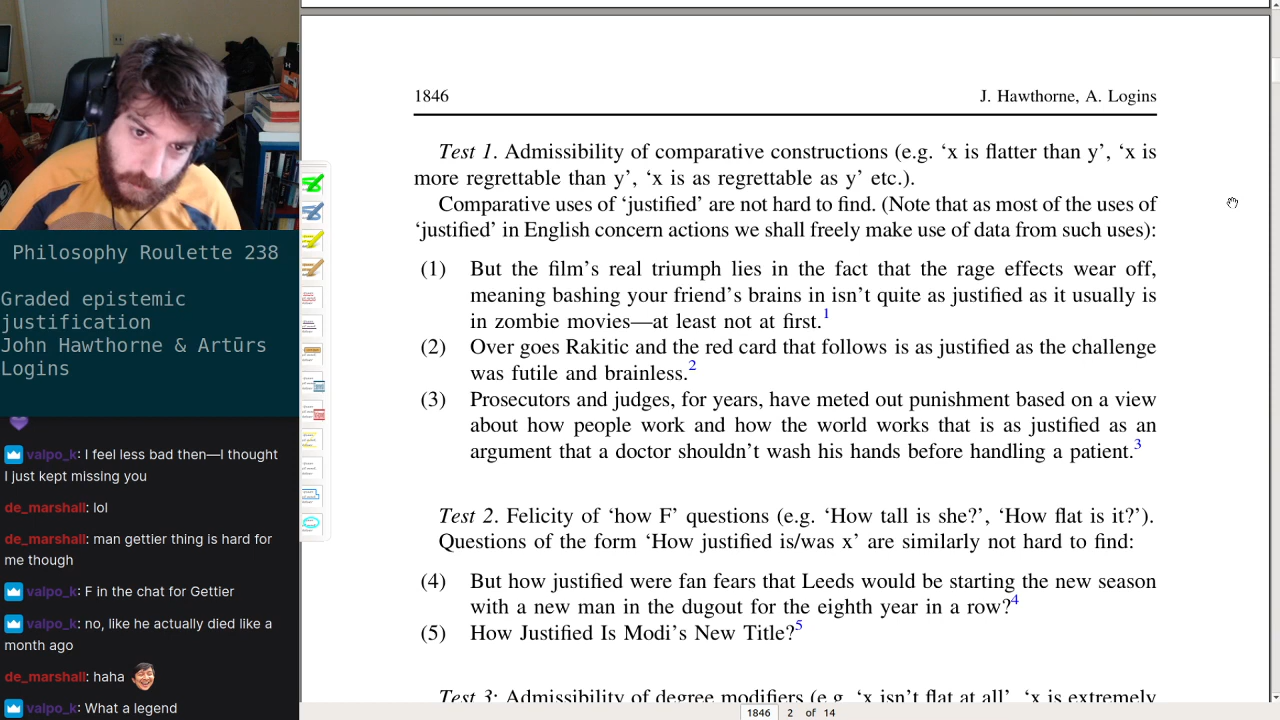 Philosophy Roulette 238
Graded epistemic
justification
John Hawthorne & Artūrs
Logins
valpo_k: I feel less bad then—I thought
I just kept missing you
de_marshall: lol
de_marshall: man gettier thing is hard for
me though
valpo_k: F in the chat for Gettier
valpo_k: no, like he actually died like a
month ago
de_marshall: haha
valpo_k: What a legend
1846
J. Hawthorne, A. Logins
Test 1. Admissibility of comparative constructions (e.g. ‘x is flatter than y’, ‘x is
more regrettable than y’, ‘x is as regrettable as y’ etc.).
Comparative uses of ‘justified’ are not hard to find. (Note that as most of the uses of
‘justified’ in English concern actions we shall freely make use of data from such uses):
(1) But the film’s real triumph lies in the fact that the rage effects wear off,
meaning bashing your friend’s brains in isn’t quite as justified as it usually is
in zombie movies—at least not at first.1
(2) Over goes Rakitic and the red card that follows is as justified as the challenge
was futile and brainless.2
(3) Prosecutors and judges, for years, have meted out punishment based on a view
about how people work and how the world works that is as justified as an
argument that a doctor shouldn’t wash his hands before handling a patient.3
Test 2. Felicity of ‘how F’ questions (e.g. ‘How tall is she?’, ‘How flat is it?’).
Questions of the form ‘How justified is/was x’ are similarly not hard to find:
(4) But how justified were fan fears that Leeds would be starting the new season
with a new man in the dugout for the eighth year in a row?4
(5) How Justified Is Modi’s New Title?5
Test 3: Admissibility of degree modifiers (e.g. ‘x isn’t flat at all’, ‘x is extremely
1846 2 of 14